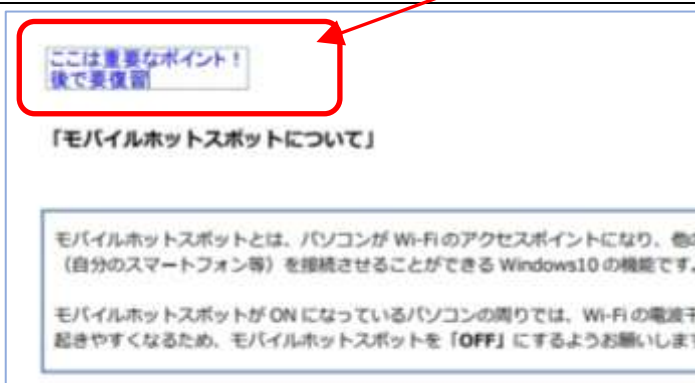 ここは重要なポイント！
後で要復習
「モバイルホットスポットについて」
モバイルホットスポットとは、パソコンが Wi-Fi のアクセスポイントになり、他の
（自分のスマートフォン等）を接続させることができる Windows10 の機能です。
モバイルホットスポットが ON になっているパソコンの周りでは、Wi-Fi の電波干
起きやすくなるため、モバイルホットスポットを「OFF」にするようお願いします